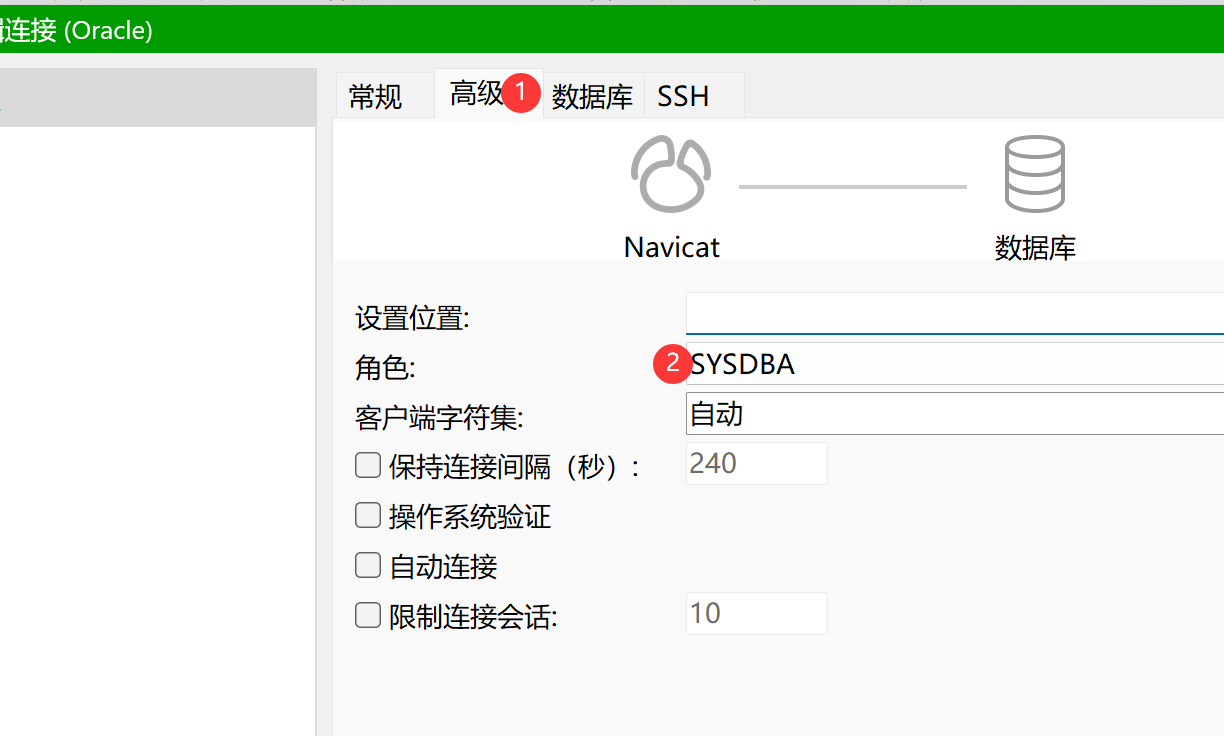 连接 (Oracle)
常规 高级 1 数据库 SSH
Navicat 数据库
设置位置:
角色: 2 SYSDBA
客户端字符集: 自动
保持连接间隔（秒）: 240
操作系统验证
自动连接
限制连接会话: 10